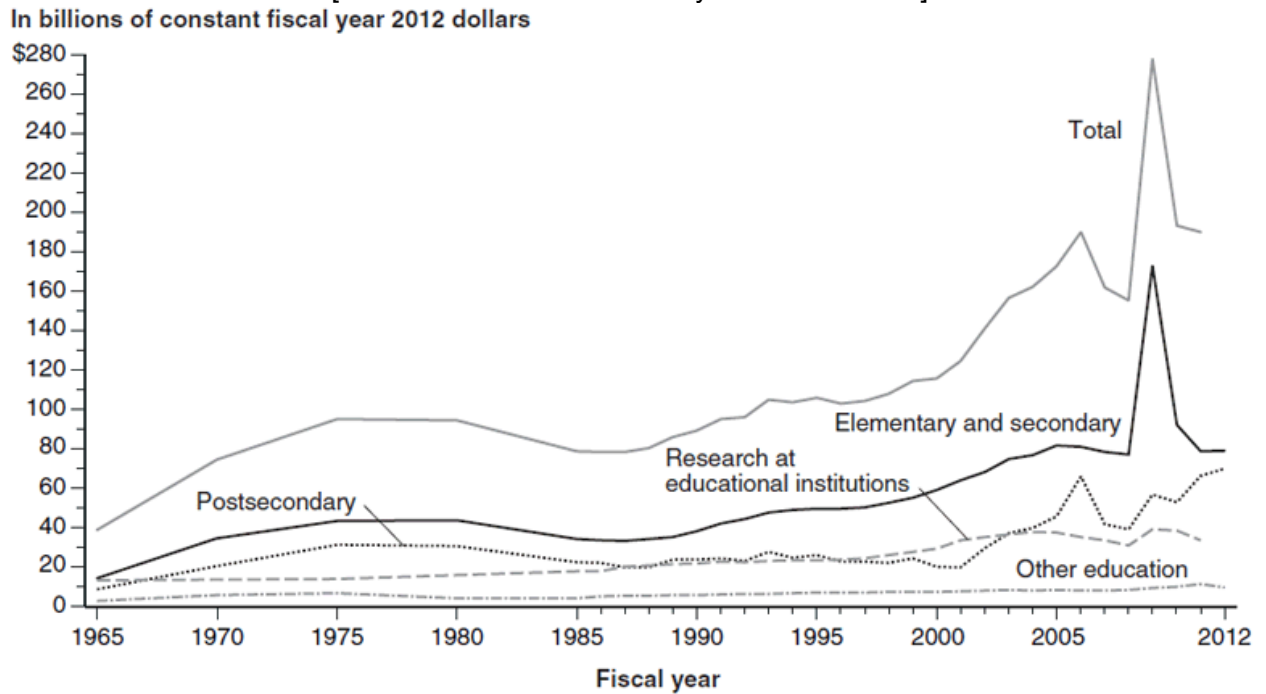 In billions of constant fiscal year 2012 dollars
$280
260
240
220
200
180
160
140
120
100
80
60
40
20
0
Total
Elementary and secondary
Research at
educational institutions
Postsecondary
Other education
1965 1970 1975 1980 1985 1990 1995 2000 2005 2012
Fiscal year